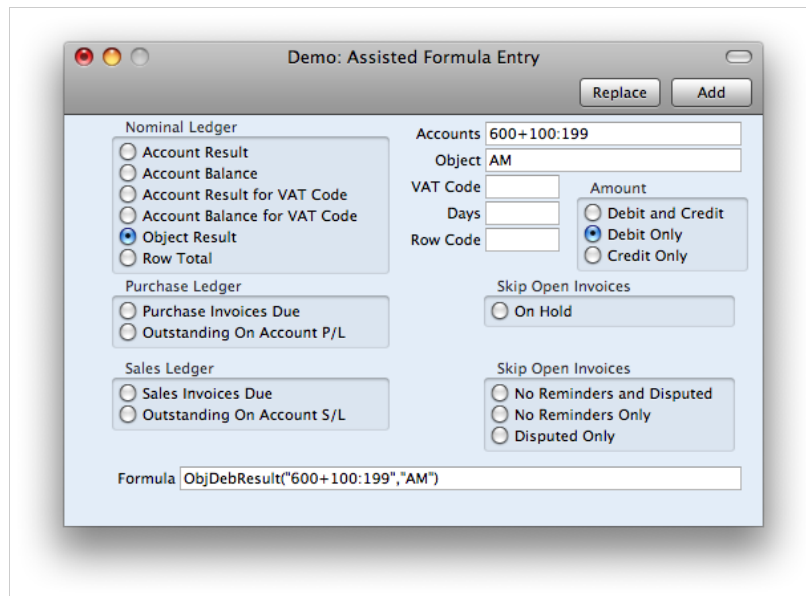 Demo: Assisted Formula Entry
Replace
Add
Nominal Ledger
Account Result
Account Balance
Account Result for VAT Code
Account Balance for VAT Code
Object Result
Row Total
Accounts 600+100:199
Object AM
VAT Code
Days
Row Code
Amount
Debit and Credit
Debit Only
Credit Only
Purchase Ledger
Purchase Invoices Due
Outstanding On Account P/L
Skip Open Invoices
On Hold
Sales Ledger
Sales Invoices Due
Outstanding On Account S/L
Skip Open Invoices
No Reminders and Disputed
No Reminders Only
Disputed Only
Formula ObjDebResult("600+100:199","AM")